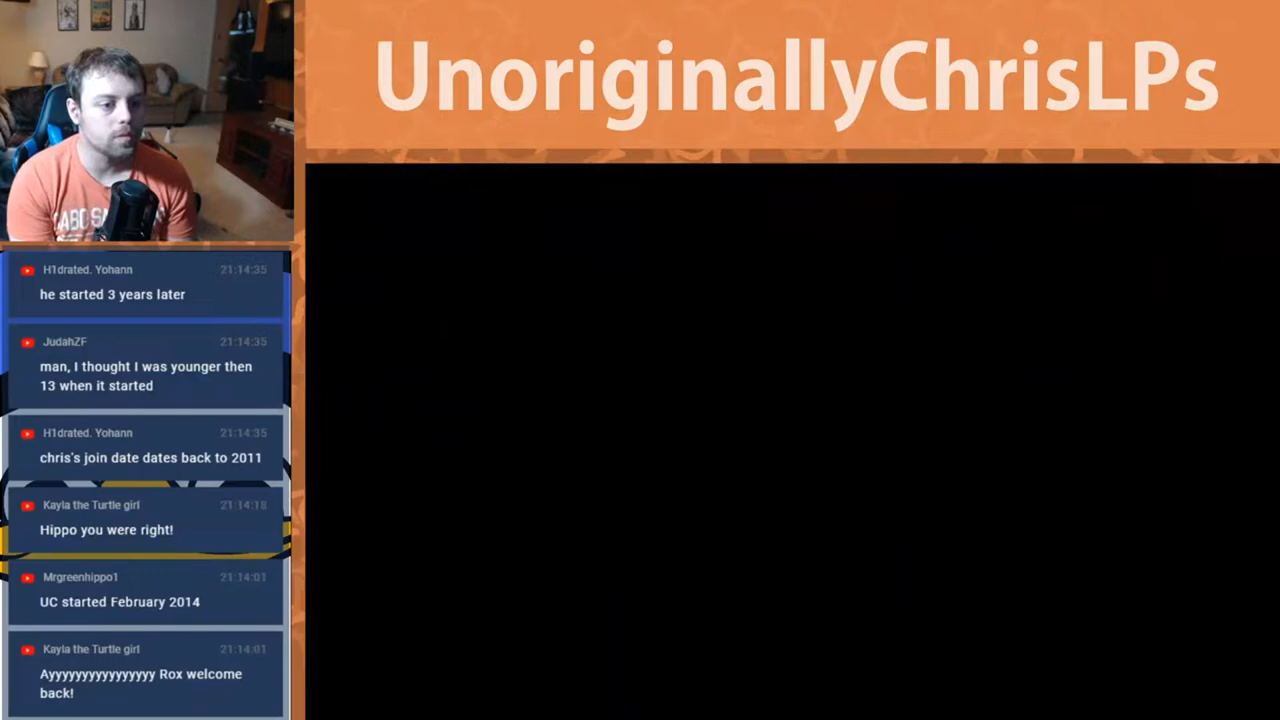 UnoriginallyChrisLPs
CABO SA
H1drated. Yohann 21:14:35
he started 3 years later
JudahZF 21:14:35
man, I thought I was younger then
13 when it started
H1drated. Yohann 21:14:35
chris's join date dates back to 2011
Kayla the Turtle girl 21:14:18
Hippo you were right!
Mrgreenhippo1 21:14:01
UC started February 2014
Kayla the Turtle girl 21:14:01
Ayyyyyyyyyyyyyyyy Rox welcome
back!